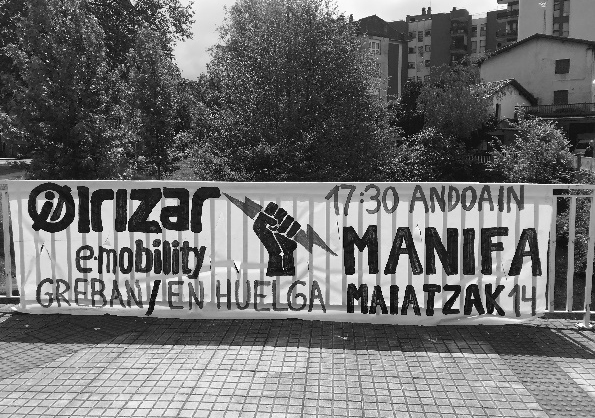 irizar
e-mobility
GREBAN/EN HUELGA
17:30 ANDOAIN
MANIFA
MAIATZAK 14